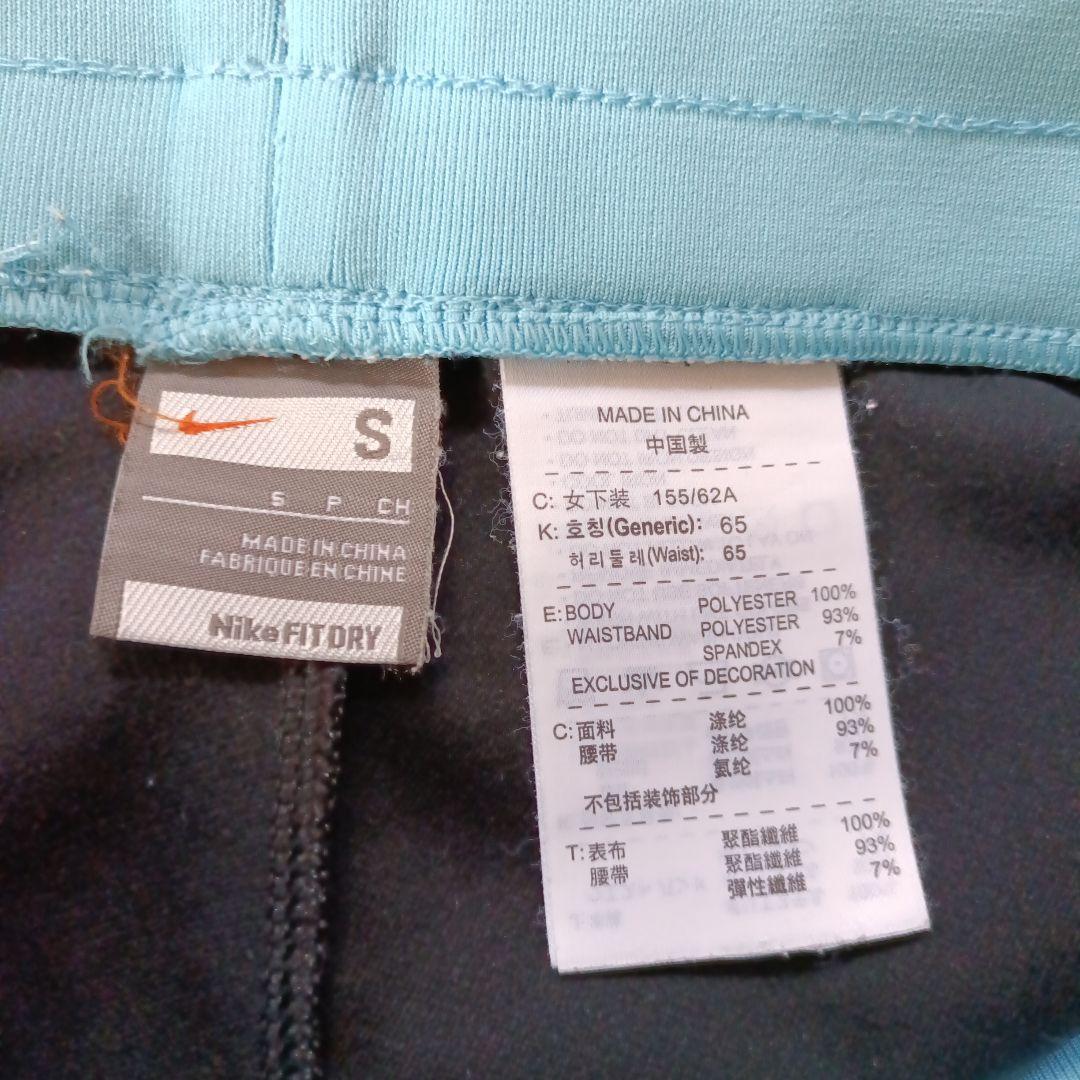 S
S P CH
MADE IN CHINA
FABRIQUE EN CHINE
Nike FIT DRY
MADE IN CHINA
中国製
C: 女下装 155/62A
K: 호칭(Generic): 65
허리둘레(Waist): 65
E: BODY POLYESTER 100%
WAISTBAND POLYESTER 93%
SPANDEX 7%
EXCLUSIVE OF DECORATION
C: 面料 涤纶 100%
腰带 涤纶 93%
氨纶 7%
不包括装饰部分
T: 表布 聚酯纖維 100%
腰帶 聚酯纖維 93%
彈性纖維 7%